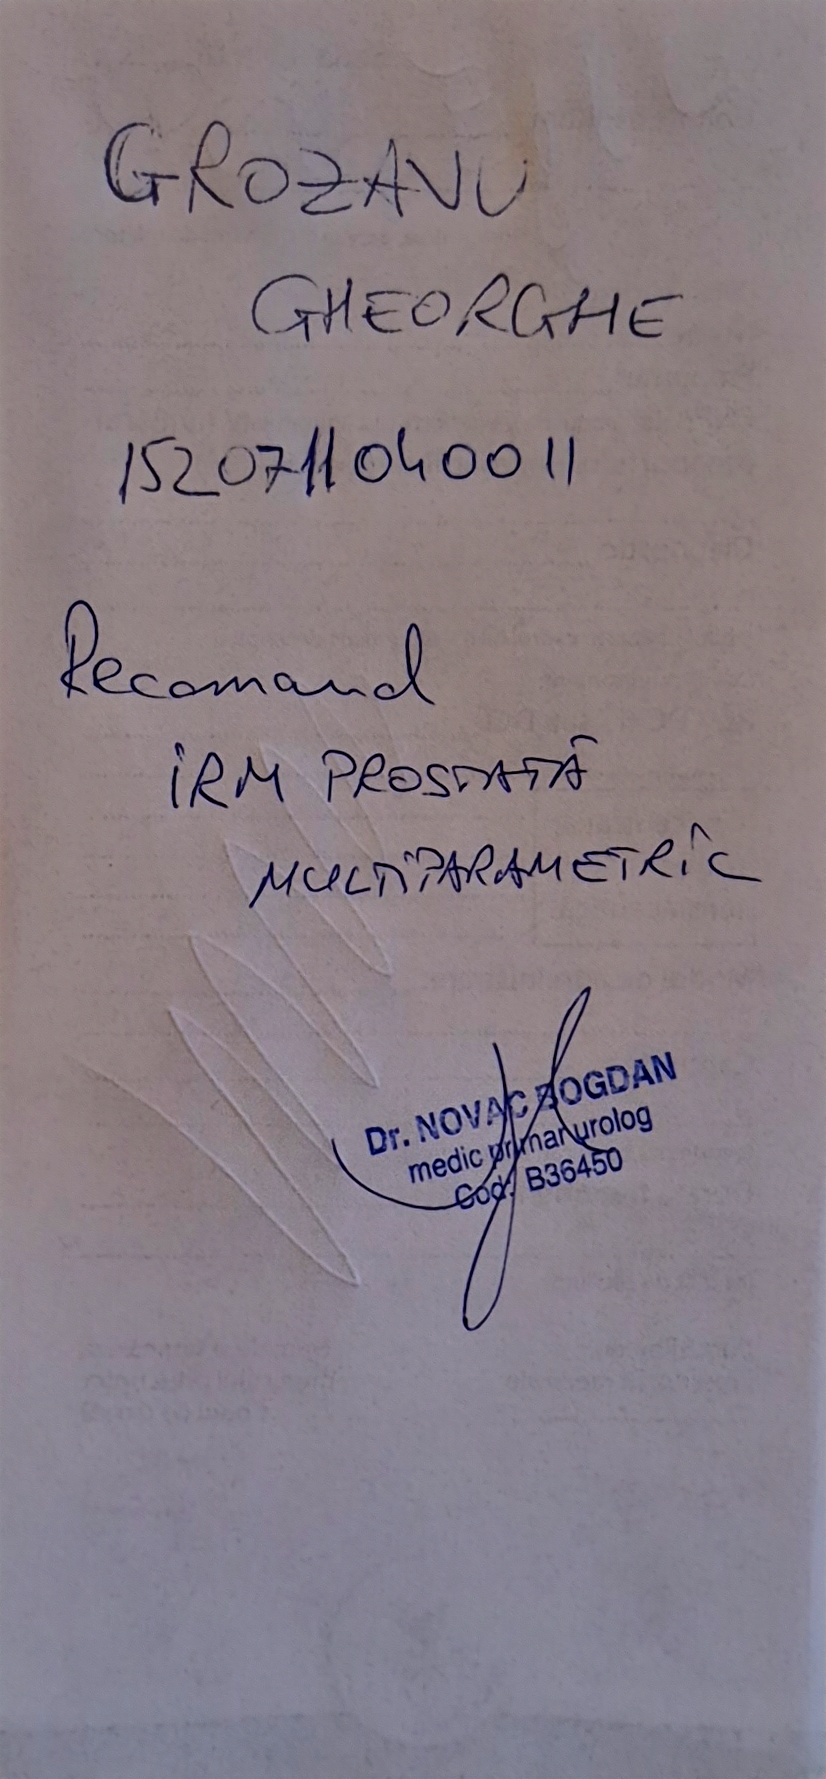 GROZAVU
GHEORGHE
1520711040011
Recomand
IRM PROSTATĂ
MULTIPARAMETRIC
Dr. NOVAC BOGDAN
medic primar urolog
Cod: B36450